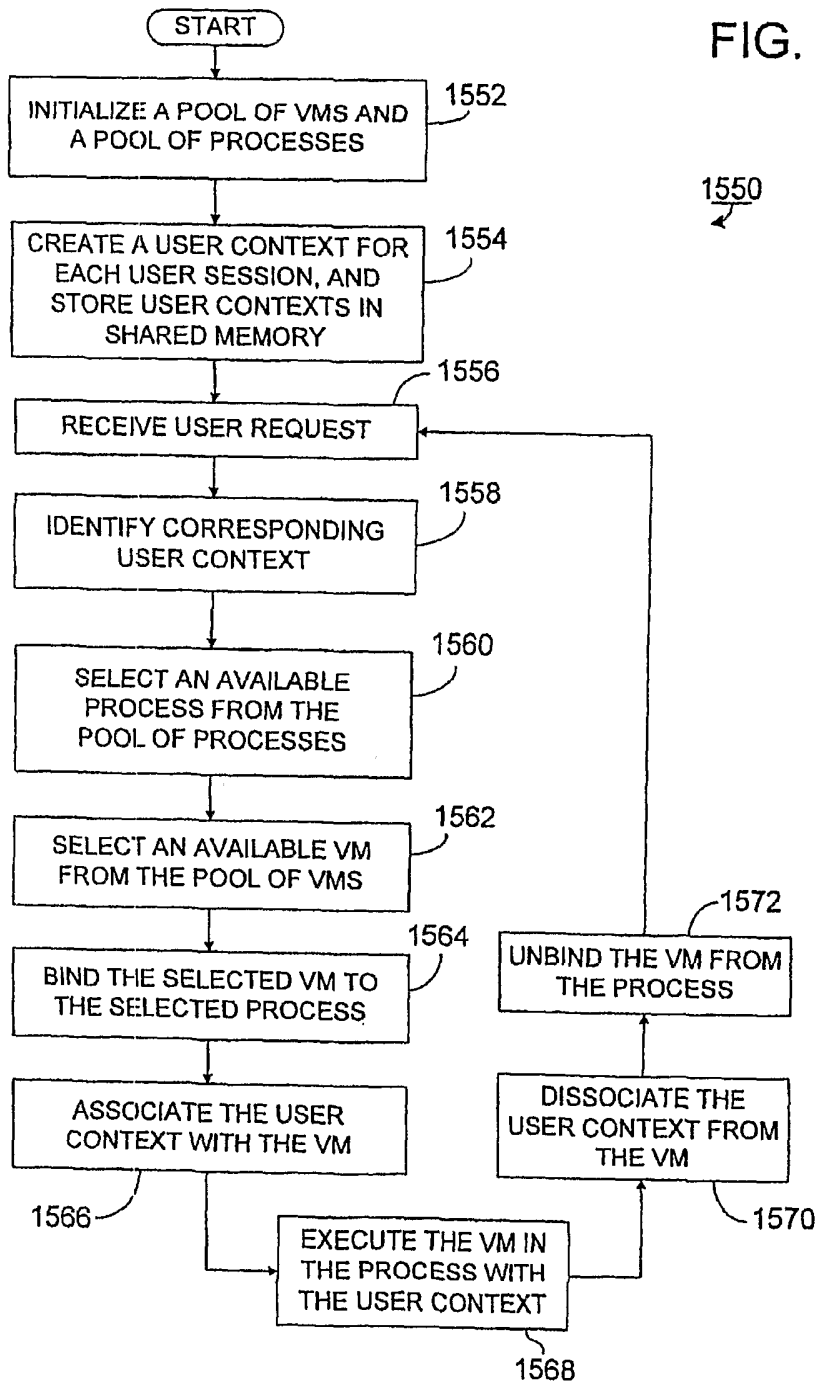 START
FIG.
INITIALIZE A POOL OF VMS AND
A POOL OF PROCESSES
1552
1550
CREATE A USER CONTEXT FOR
EACH USER SESSION, AND
STORE USER CONTEXTS IN
SHARED MEMORY
1554
1556
RECEIVE USER REQUEST
1558
IDENTIFY CORRESPONDING
USER CONTEXT
1560
SELECT AN AVAILABLE
PROCESS FROM THE
POOL OF PROCESSES
1562
SELECT AN AVAILABLE VM
FROM THE POOL OF VMS
1564
BIND THE SELECTED VM TO
THE SELECTED PROCESS
ASSOCIATE THE USER
CONTEXT WITH THE VM
1566
EXECUTE THE VM IN
THE PROCESS WITH
THE USER CONTEXT
1568
DISSOCIATE THE
USER CONTEXT FROM
THE VM
1570
1572
UNBIND THE VM FROM
THE PROCESS